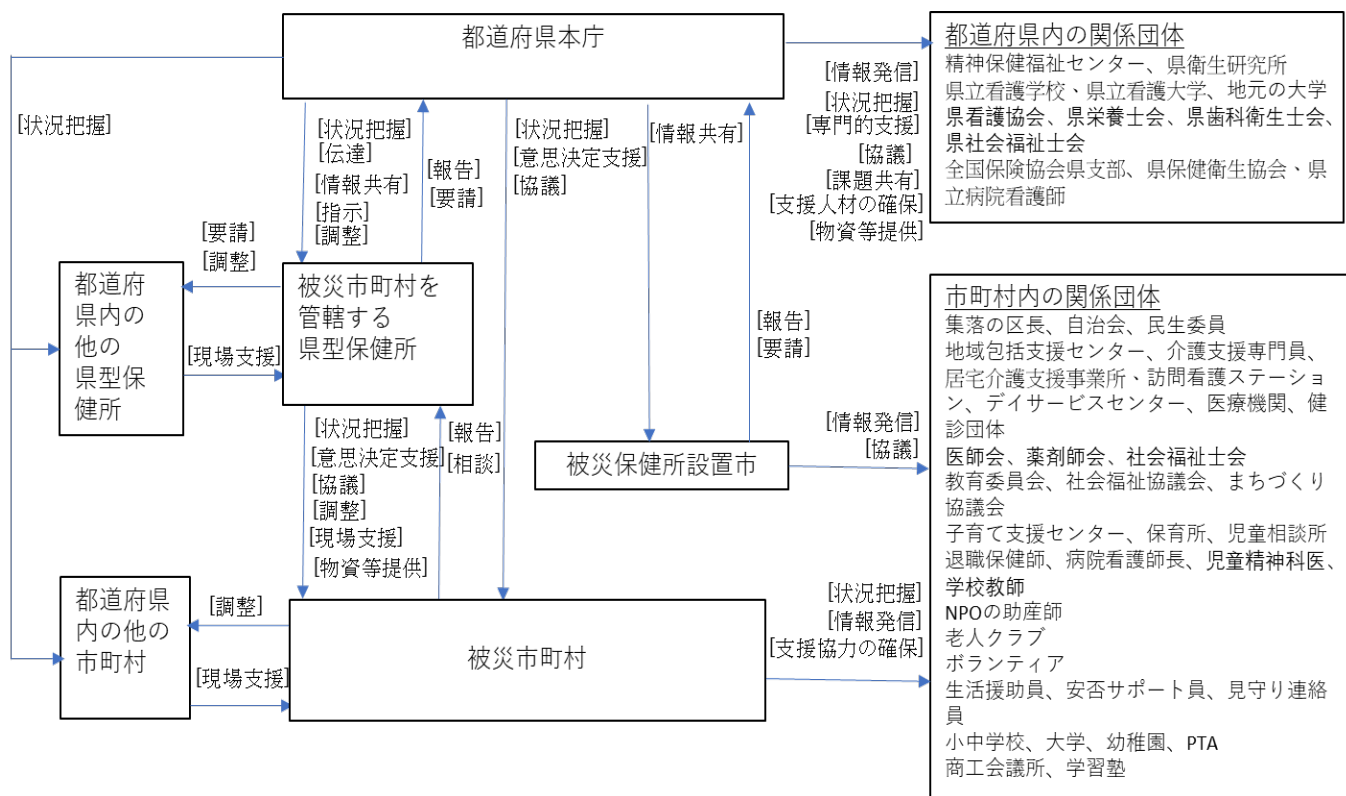 都道府県本庁
都道府県内の関係団体
精神保健福祉センター、県衛生研究所
県立看護学校・県立看護大学、地元の大学
県看護協会、県栄養士会、県歯科衛生士会、
県社会福祉士会
全国保険協会県支部、県保健衛生協会・県
立病院看護師
[情報発信]
[状況把握]
[専門的支援]
[協議]
[課題共有]
[支援人材の確保]
[物資等提供]
[状況把握]
[状況把握]
[伝達]
[情報共有]
[指示]
[調整]
[報告]
[要請]
[状況把握]
[意思決定支援]
[協議]
[情報共有]
[要請]
[調整]
都道府
県内の
他の
県型保
健所
[現場支援]
被災市町村を
管轄する
県型保健所
[報告]
[要請]
[状況把握]
[意思決定支援]
[協議]
[調整]
[現場支援]
[物資等提供]
[報告]
[相談]
被災保健所設置市
[情報発信]
[協議]
市町村内の関係団体
集落の区長、自治会、民生委員
地域包括支援センター、介護支援専門員、
居宅介護支援事業所・訪問看護ステーショ
ン、デイサービスセンター、医療機関、健
診団体
医師会、薬剤師会、社会福祉士会
教育委員会、社会福祉協議会、まちづくり
協議会
子育て支援センター、保育所、児童相談所
退職保健師、病院看護師長、児童精神科医、
学校教師
NPOの助産師
老人クラブ
ボランティア
生活援助員、安否サポート員、見守り連絡
員
小中学校、大学、幼稚園、PTA
商工会議所、学習塾
都道府県
内の他の
市町村
[調整]
[現場支援]
被災市町村
[状況把握]
[情報発信]
[支援協力の確保]